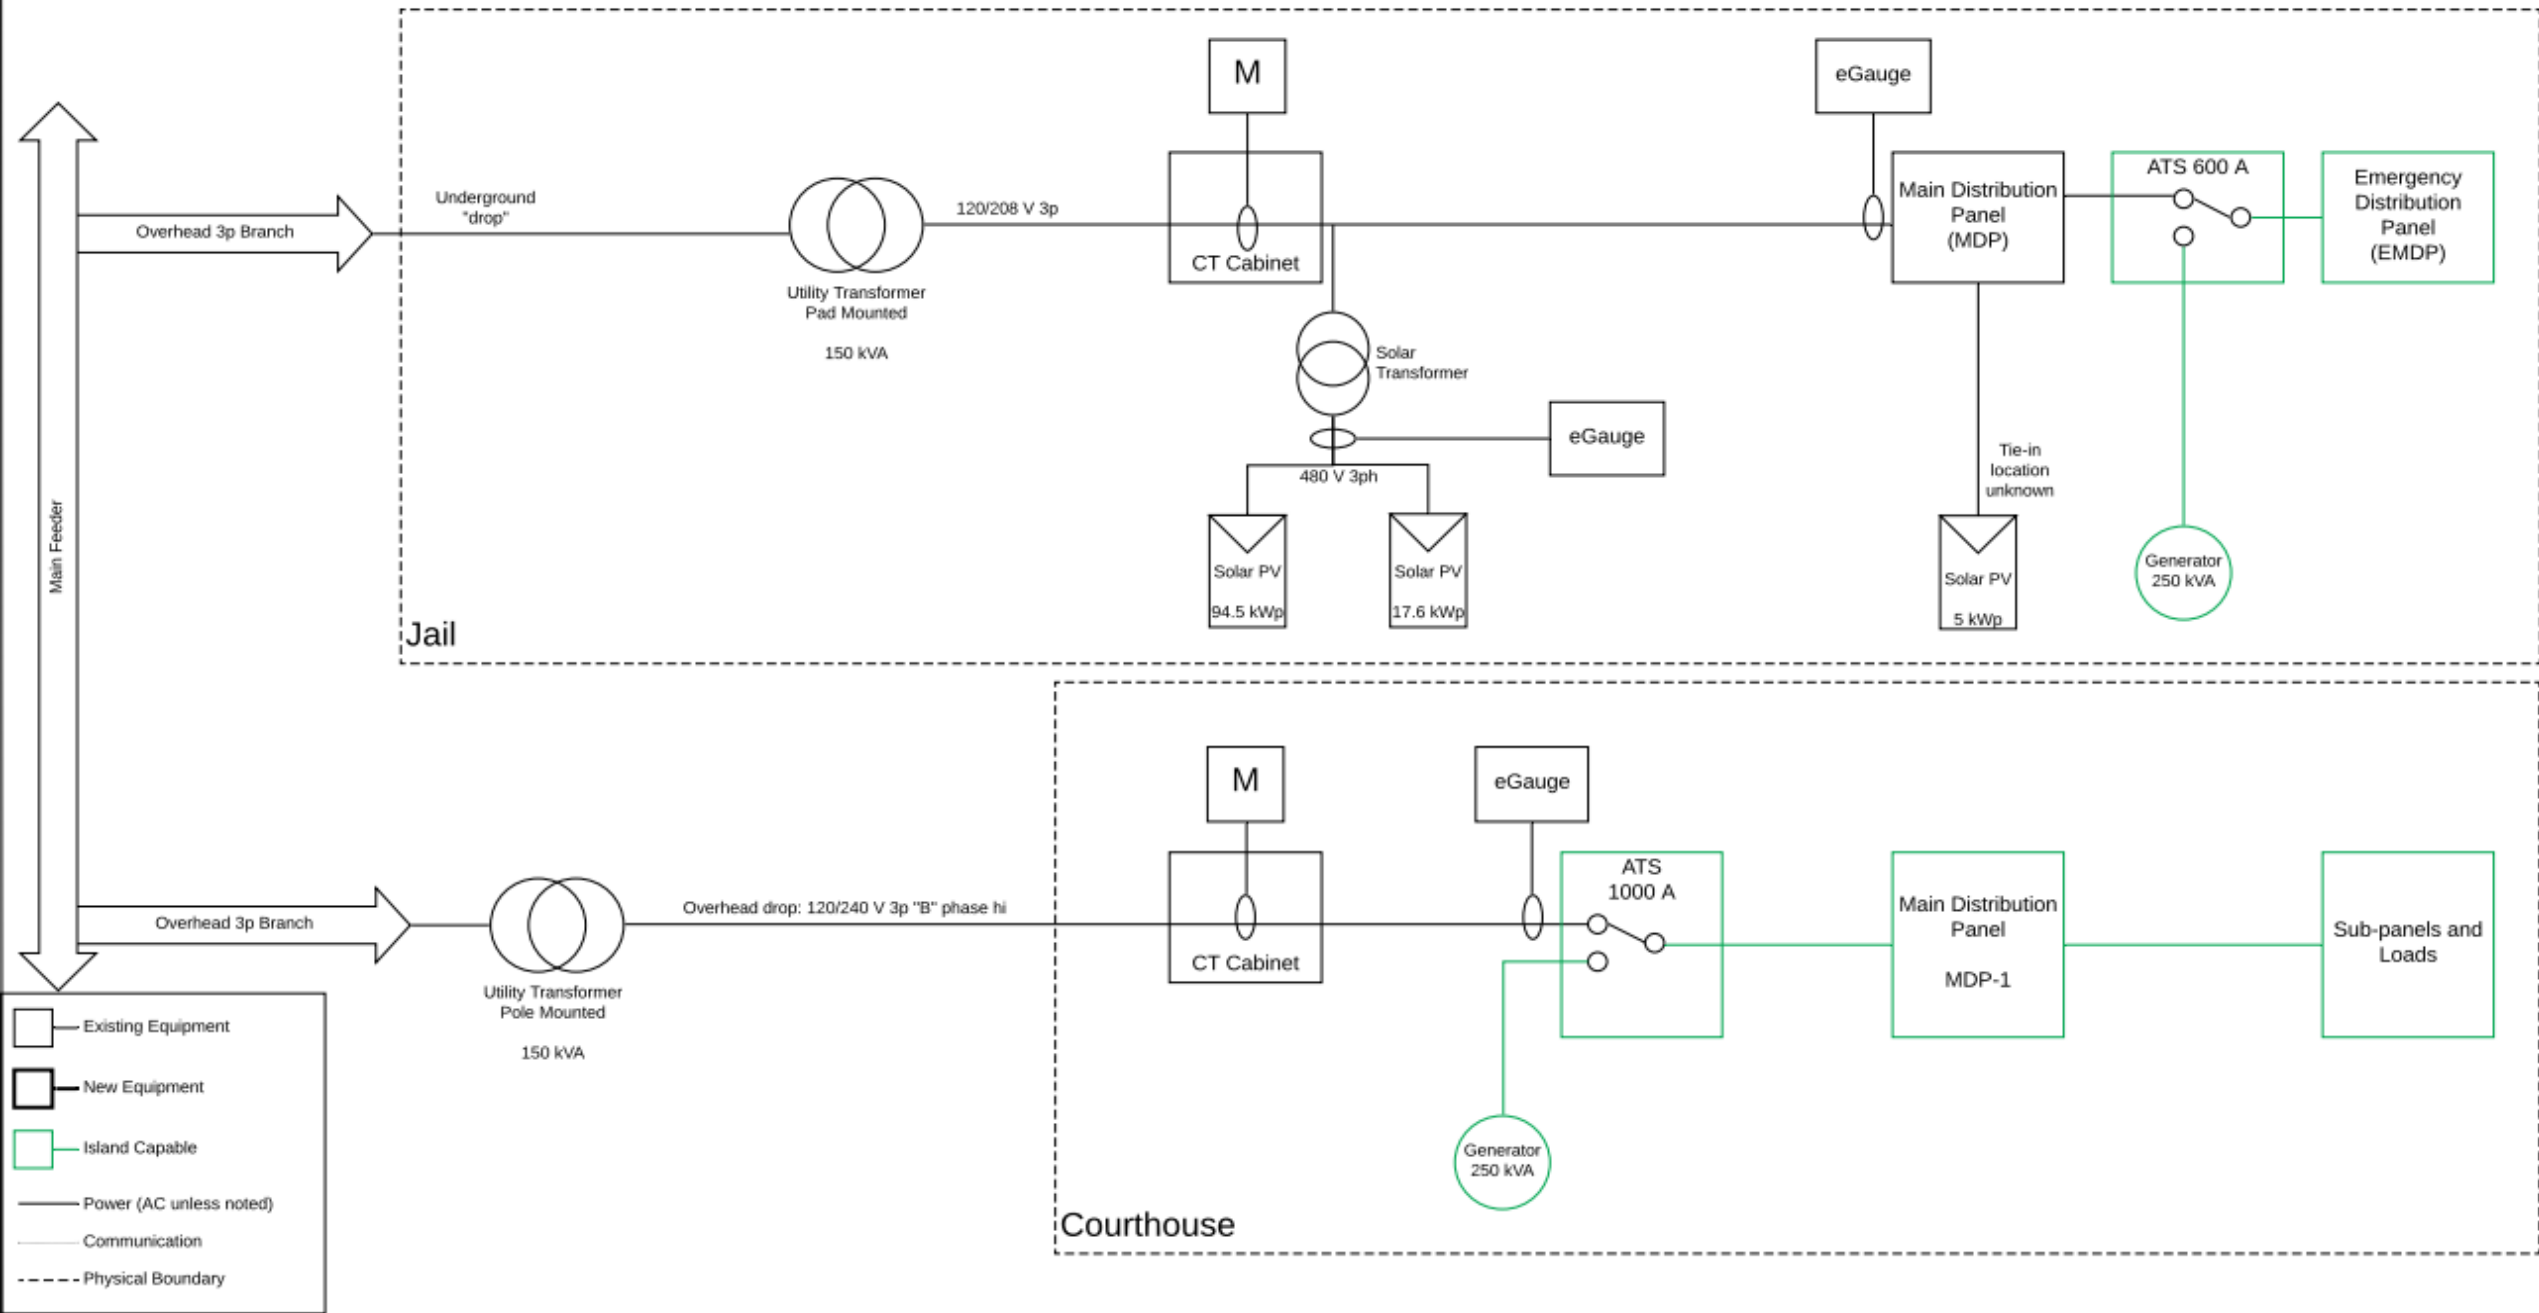 M
eGauge
Underground
"drop"
Overhead 3p Branch
120/208 V 3p
CT Cabinet
Utility Transformer
Pad Mounted
150 kVA
Main Distribution
Panel
(MDP)
ATS 600 A
Emergency
Distribution
Panel
(EMDP)
Solar
Transformer
eGauge
480 V 3ph
Solar PV
94.5 kWp
Solar PV
17.6 kWp
Tie-in
location
unknown
Solar PV
5 kWp
Generator
250 kVA
Jail
Main Feeder
M
eGauge
Overhead 3p Branch
Overhead drop: 120/240 V 3p "B" phase hi
Utility Transformer
Pole Mounted
150 kVA
CT Cabinet
ATS
1000 A
Main Distribution
Panel
MDP-1
Sub-panels and
Loads
Generator
250 kVA
Courthouse
Existing Equipment
New Equipment
Island Capable
Power (AC unless noted)
Communication
Physical Boundary